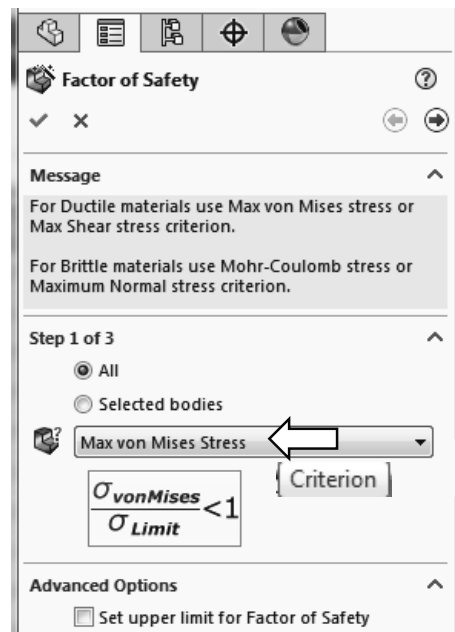 Factor of Safety
Message
For Ductile materials use Max von Mises stress or
Max Shear stress criterion.
For Brittle materials use Mohr-Coulomb stress or
Maximum Normal stress criterion.
Step 1 of 3
All
Selected bodies
Max von Mises Stress
Criterion
σ vonMises
σ Limit
<1
Advanced Options
Set upper limit for Factor of Safety